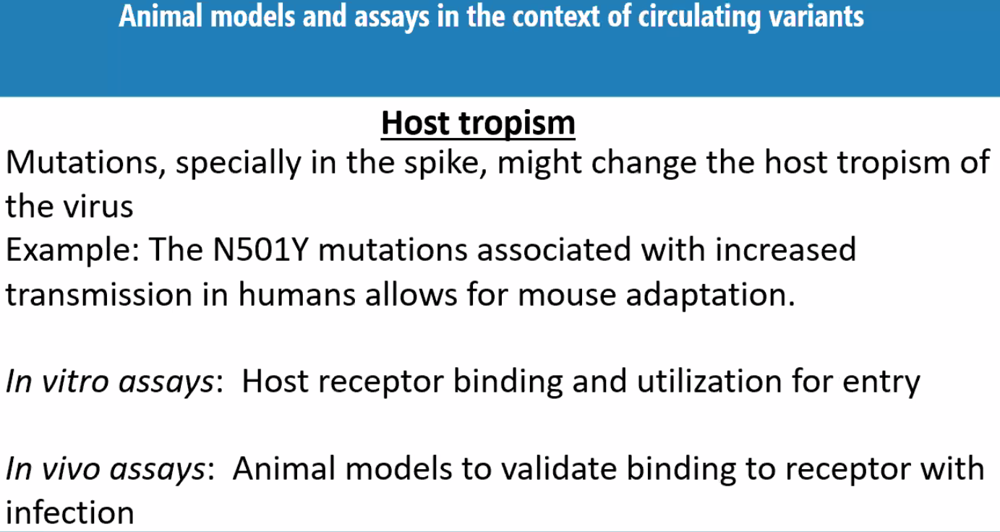 Animal models and assays in the context of circulating variants
Host tropism
Mutations, specially in the spike, might change the host tropism of
the virus
Example: The N501Y mutations associated with increased
transmission in humans allows for mouse adaptation.
In vitro assays:  Host receptor binding and utilization for entry
In vivo assays:  Animal models to validate binding to receptor with
infection